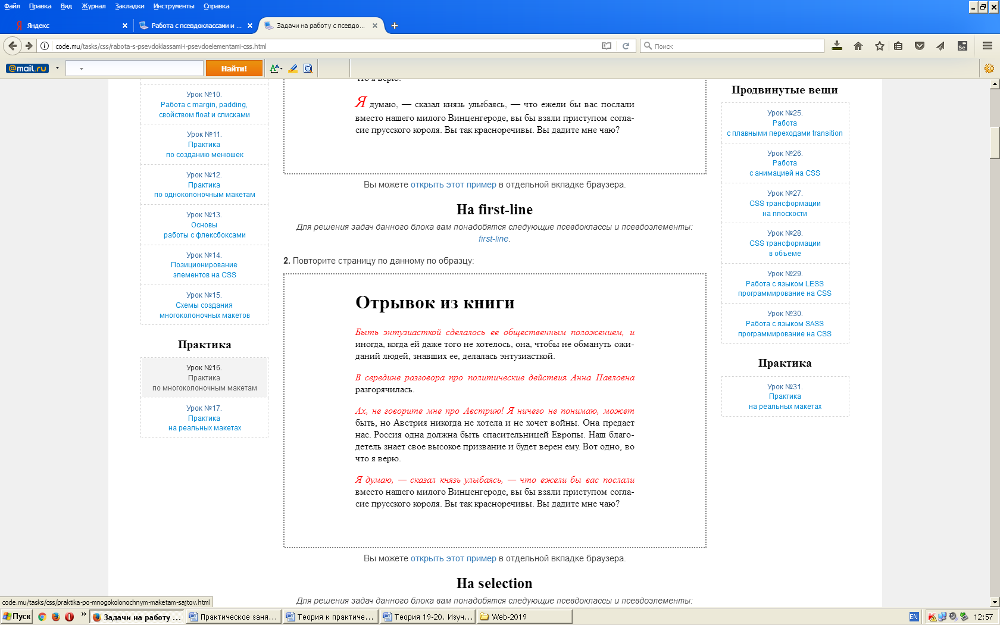 Файл Правка Вид Журнал Закладки Инструменты Справка
Яндекс
Работа с псевдоклассами и ...
Задачи на работу с псевдо...
code.mu/tasks/css/rabota-s-psevdoklassami-i-psevdoelementami-css.html
Поиск
Se
@mail.ru
Найти!
Урок №10.
Работа с margin, padding,
свойством float и списками
Урок №11.
Практика
по созданию менюшек
Урок №12.
Практика
по одноколоночным макетам
Урок №13.
Основы
работы с флексбоксами
Урок №14.
Позиционирование
элементов на CSS
Урок №15.
Схемы создания
многоколоночных макетов
Практика
Урок №16.
Практика
по многоколоночным макетам
Урок №17.
Практика
на реальных макетах
что я верю.
Я думаю, — сказал князь улыбаясь, — что ежели бы вас послали
вместо нашего милого Винценгероде, вы бы взяли приступом согла-
сие прусского короля. Вы так красноречивы. Вы дадите мне чаю?
Вы можете открыть этот пример в отдельной вкладке браузера.
На first-line
Для решения задач данного блока вам понадобятся следующие псевдоклассы и псевдоэлементы:
first-line.
2. Повторите страницу по данному по образцу:
Отрывок из книги
Быть энтузиасткой сделалось ее общественным положением, и
иногда, когда ей даже того не хотелось, она, чтобы не обмануть ожи-
даний людей, знавших ее, делалась энтузиасткой.
В середине разговора про политические действия Анна Павловна
разгорячилась.
Ах, не говорите мне про Австрию! Я ничего не понимаю, может
быть, но Австрия никогда не хотела и не хочет войны. Она предает
нас. Россия одна должна быть спасительницей Европы. Наш благо-
детель знает свое высокое призвание и будет верен ему. Вот одно, во
что я верю.
Я думаю, — сказал князь улыбаясь, — что ежели бы вас послали
вместо нашего милого Винценгероде, вы бы взяли приступом согла-
сие прусского короля. Вы так красноречивы. Вы дадите мне чаю?
Вы можете открыть этот пример в отдельной вкладке браузера.
На selection
Для решения задач данного блока вам понадобятся следующие псевдоклассы и псевдоэлементы:
Продвинутые вещи
Урок №25.
Работа
с плавными переходами transition
Урок №26.
Работа
с анимацией на CSS
Урок №27.
CSS трансформации
на плоскости
Урок №28.
CSS трансформации
в объеме
Урок №29.
Работа с языком LESS
программирование на CSS
Урок №30.
Работа с языком SASS
программирование на CSS
Практика
Урок №31.
Практика
на реальных макетах
code.mu/tasks/css/praktika-po-mnogokolonochnym-maketam-sajtov.html
Пуск
Задачи на работу ...
Практическое заня...
Теория к практиче...
Теория 19-20. Изуч...
Web-2019
EN
12:57